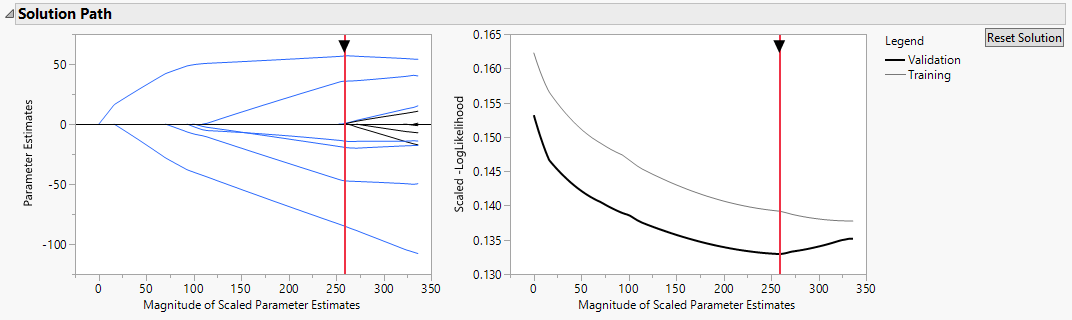 Solution Path
50
0
-50
-100
Parameter Estimates
0 50 100 150 200 250 300 350
Magnitude of Scaled Parameter Estimates
0.165
0.160
0.155
0.150
0.145
0.140
0.135
0.130
Scaled -LogLikelihood
0 50 100 150 200 250 300 350
Magnitude of Scaled Parameter Estimates
Legend
Validation
Training
Reset Solution